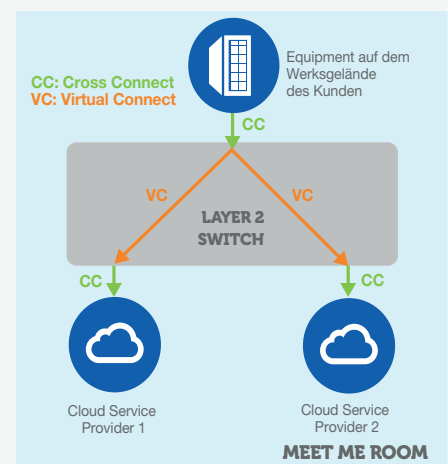 Equipment auf dem
Werksgelände
des Kunden
CC: Cross Connect
VC: Virtual Connect
CC
VC
VC
LAYER 2
SWITCH
CC
CC
Cloud Service
Provider 1
Cloud Service
Provider 2
MEET ME ROOM